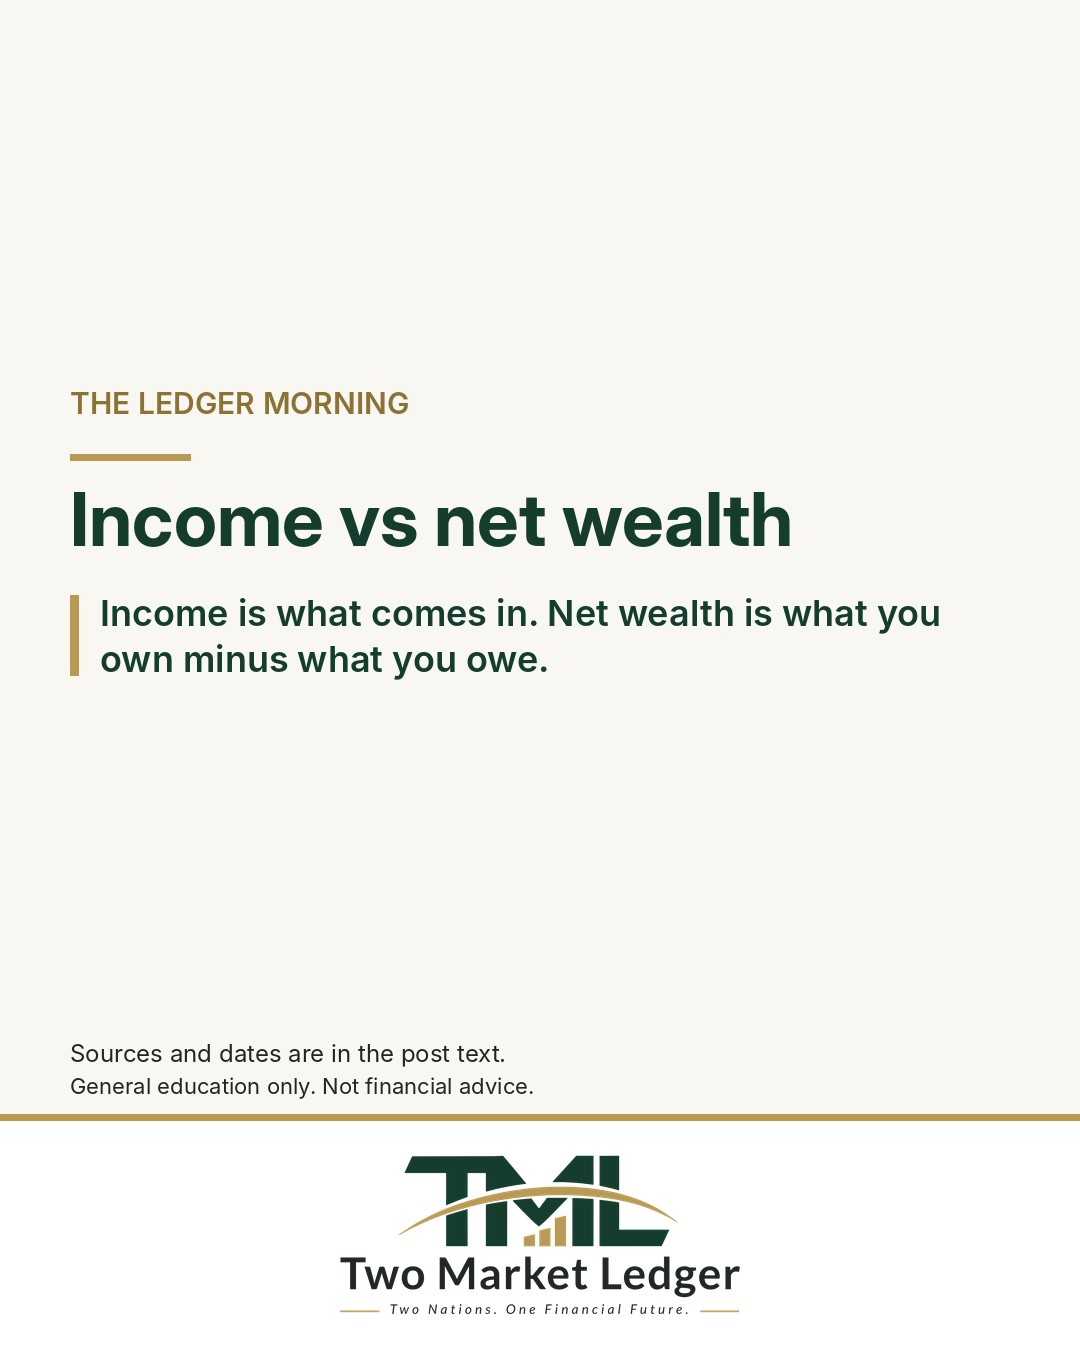 THE LEDGER MORNING
Income vs net wealth
Income is what comes in. Net wealth is what you
own minus what you owe.
Sources and dates are in the post text.
General education only. Not financial advice.
TML
Two Market Ledger
Two Nations. One Financial Future.